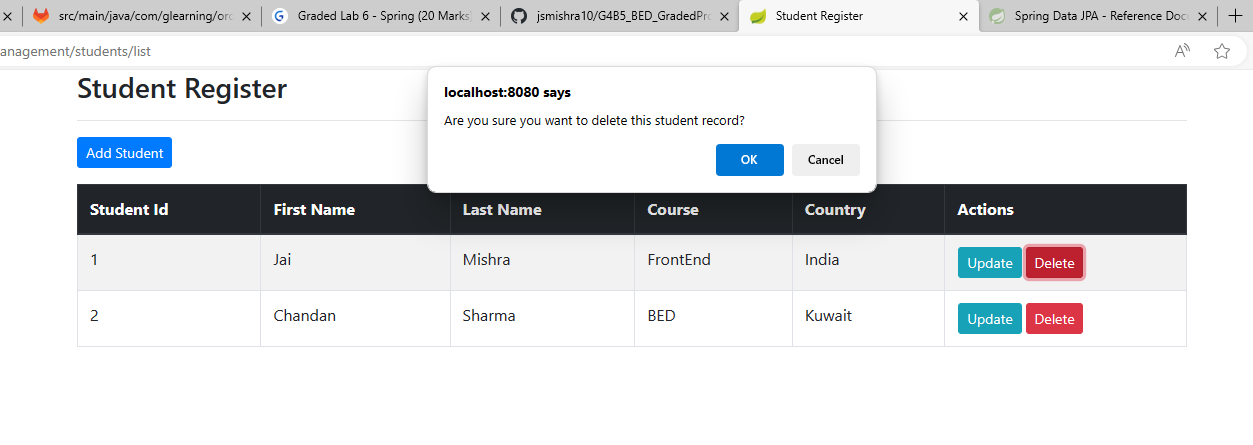 src/main/java/com/glearning/ord
Graded Lab 6 - Spring (20 Marks)
jsmishra10/G4B5_BED_GradedPro
Student Register
Spring Data JPA - Reference Docu
anagement/students/list
Student Register
localhost:8080 says
Are you sure you want to delete this student record?
OK Cancel
Add Student
Student Id First Name Last Name Course Country Actions
1 Jai Mishra FrontEnd India Update Delete
2 Chandan Sharma BED Kuwait Update Delete